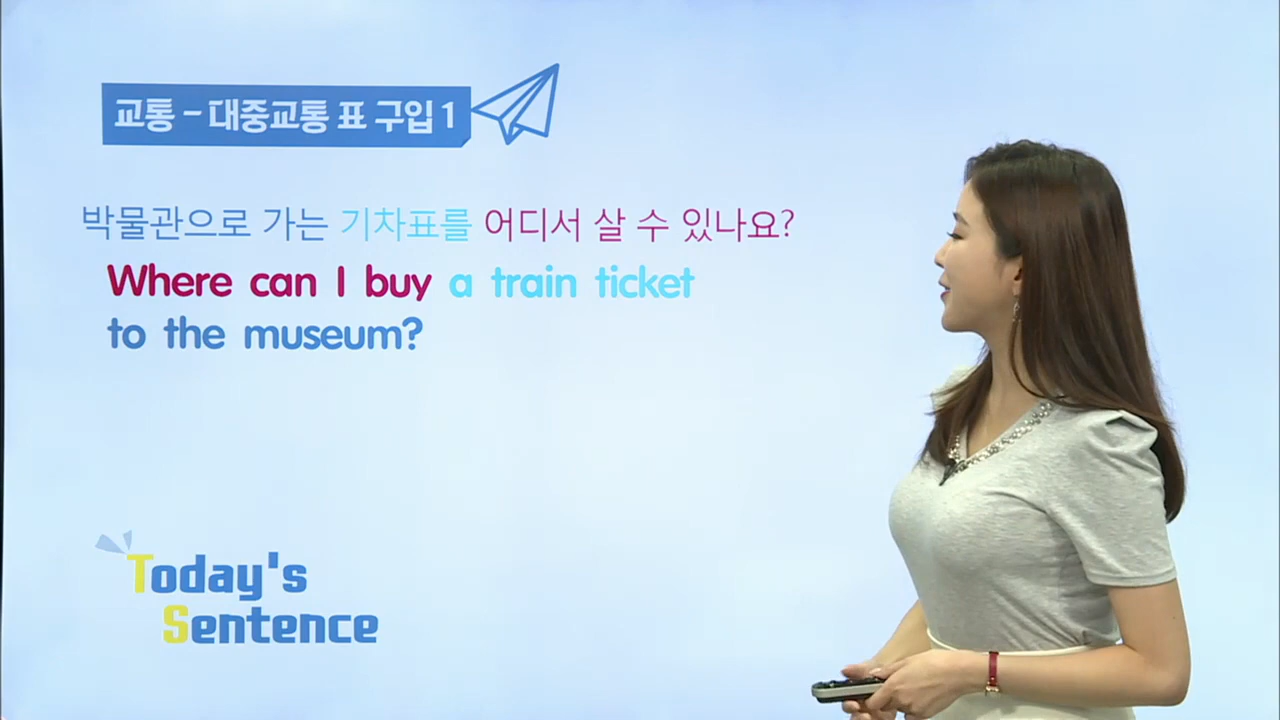 교통 - 대중교통 표 구입 1
박물관으로 가는 기차표를 어디서 살 수 있나요?
Where can I buy a train ticket
to the museum?
Today's
Sentence